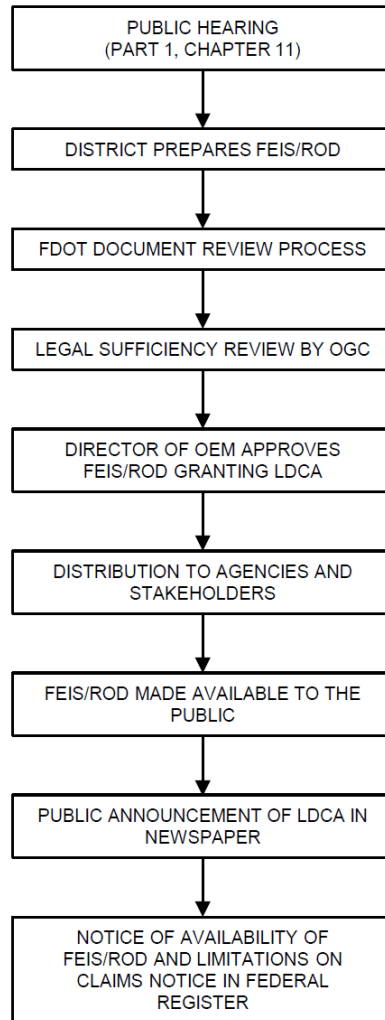 PUBLIC HEARING
(PART 1, CHAPTER 11)
DISTRICT PREPARES FEIS/ROD
FDOT DOCUMENT REVIEW PROCESS
LEGAL SUFFICIENCY REVIEW BY OGC
DIRECTOR OF OEM APPROVES
FEIS/ROD GRANTING LDCA
DISTRIBUTION TO AGENCIES AND
STAKEHOLDERS
FEIS/ROD MADE AVAILABLE TO THE
PUBLIC
PUBLIC ANNOUNCEMENT OF LDCA IN
NEWSPAPER
NOTICE OF AVAILABILITY OF
FEIS/ROD AND LIMITATIONS ON
CLAIMS NOTICE IN FEDERAL
REGISTER